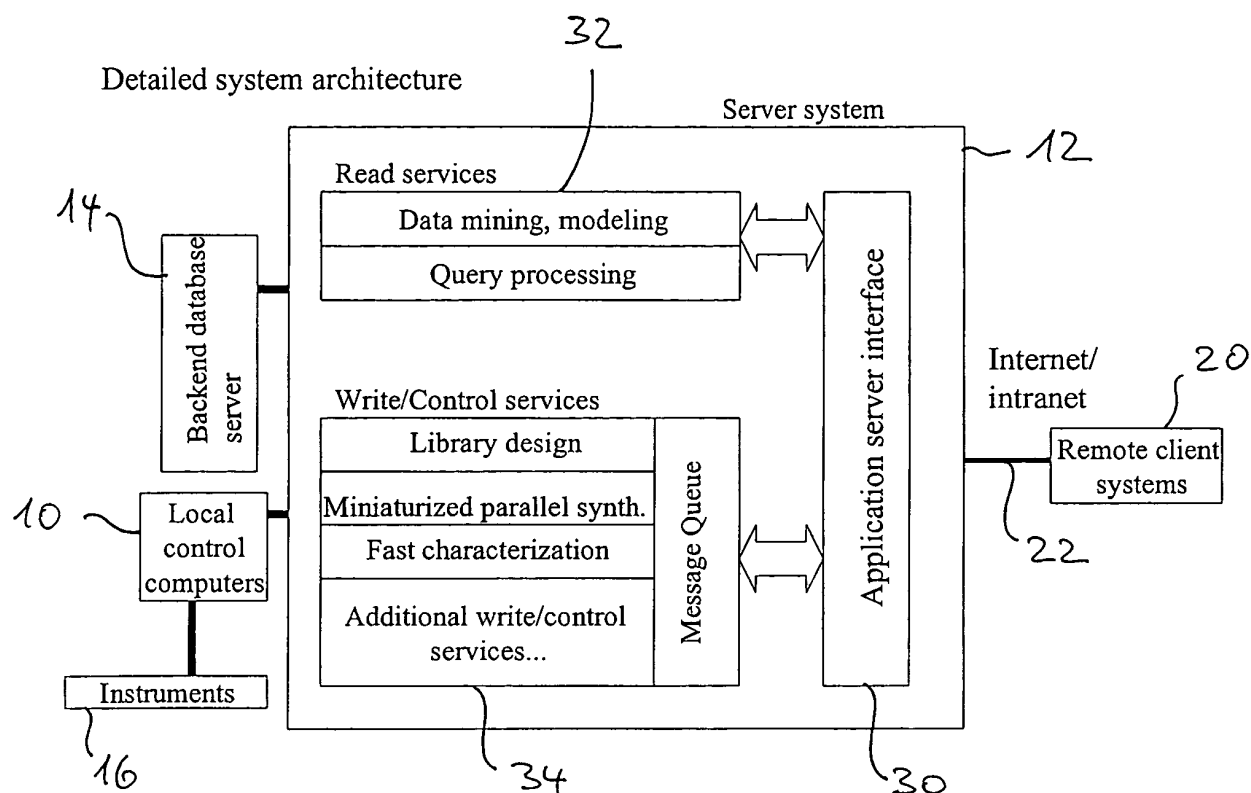 32
Detailed system architecture
Server system
12
Read services
14
Data mining, modeling
Query processing
Backend database
server
Application server interface
Internet/
intranet
20
Write/Control services
Library design
Remote client
systems
Miniaturized parallel synth.
Message Queue
10
Local
control
computers
Fast characterization
22
Additional write/control
services...
Instruments
16
34
30